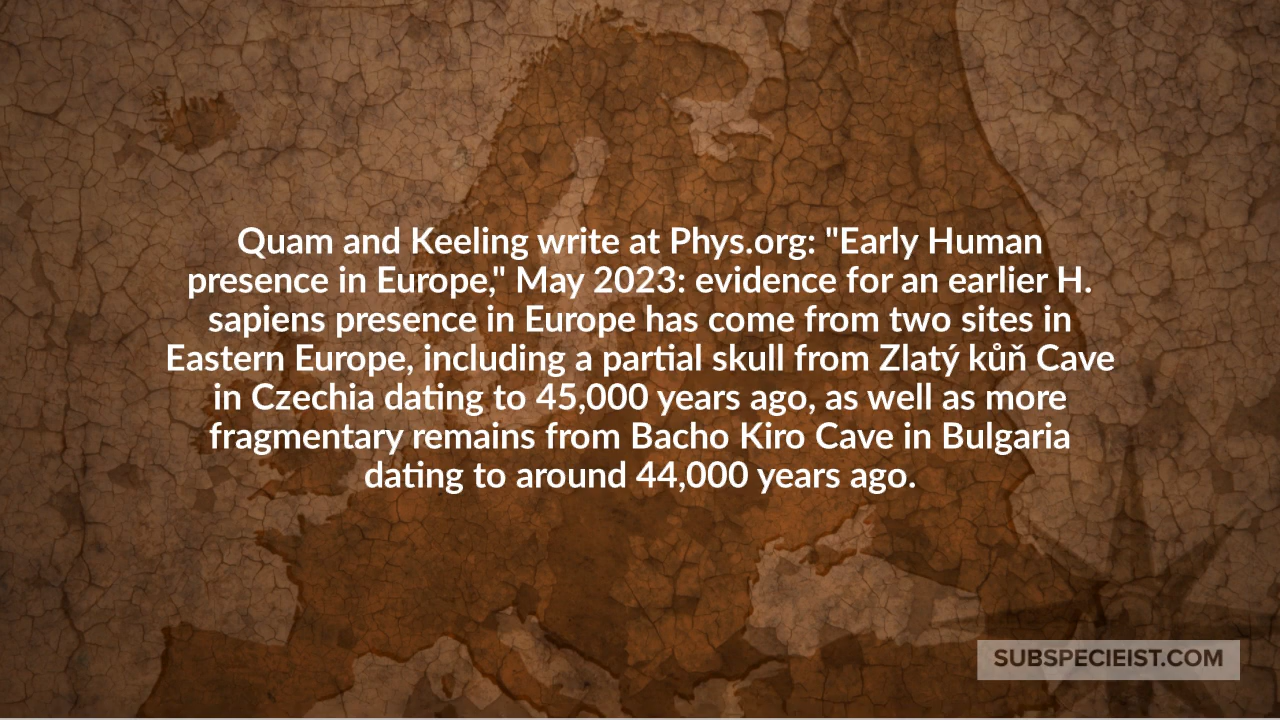 Quam and Keeling write at Phys.org: "Early Human
presence in Europe," May 2023: evidence for an earlier H.
sapiens presence in Europe has come from two sites in
Eastern Europe, including a partial skull from Zlatý kůň Cave
in Czechia dating to 45,000 years ago, as well as more
fragmentary remains from Bacho Kiro Cave in Bulgaria
dating to around 44,000 years ago.
SUBSPECIEIST.COM